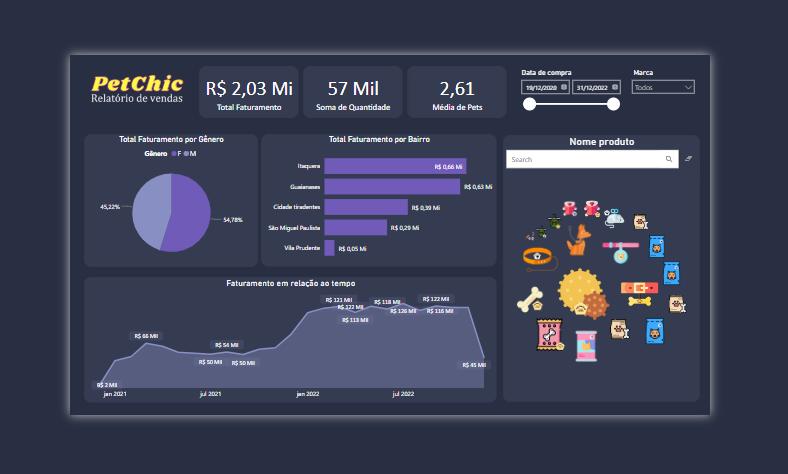 PetChic
Relatório de vendas
R$ 2,03 Mi
Total Faturamento
57 Mil
Soma de Quantidade
2,61
Média de Pets
Data de compra
19/12/2020
31/12/2022
Marca
Todos
Total Faturamento por Gênero
Gênero F M
45,22%
54,78%
Total Faturamento por Bairro
Itaquera R$ 0,66 Mi
Guaianases R$ 0,63 Mi
Cidade tiradentes R$ 0,39 Mi
São Miguel Paulista R$ 0,29 Mi
Vila Prudente R$ 0,05 Mi
Nome produto
Search
Faturamento em relação ao tempo
R$ 2 Mil
R$ 66 Mil
R$ 50 Mil
R$ 54 Mil
R$ 50 Mil
R$ 121 Mil
R$ 122 Mil
R$ 113 Mil
R$ 118 Mil
R$ 126 Mil
R$ 122 Mil
R$ 116 Mil
R$ 45 Mil
jan 2021
jul 2021
jan 2022
jul 2022